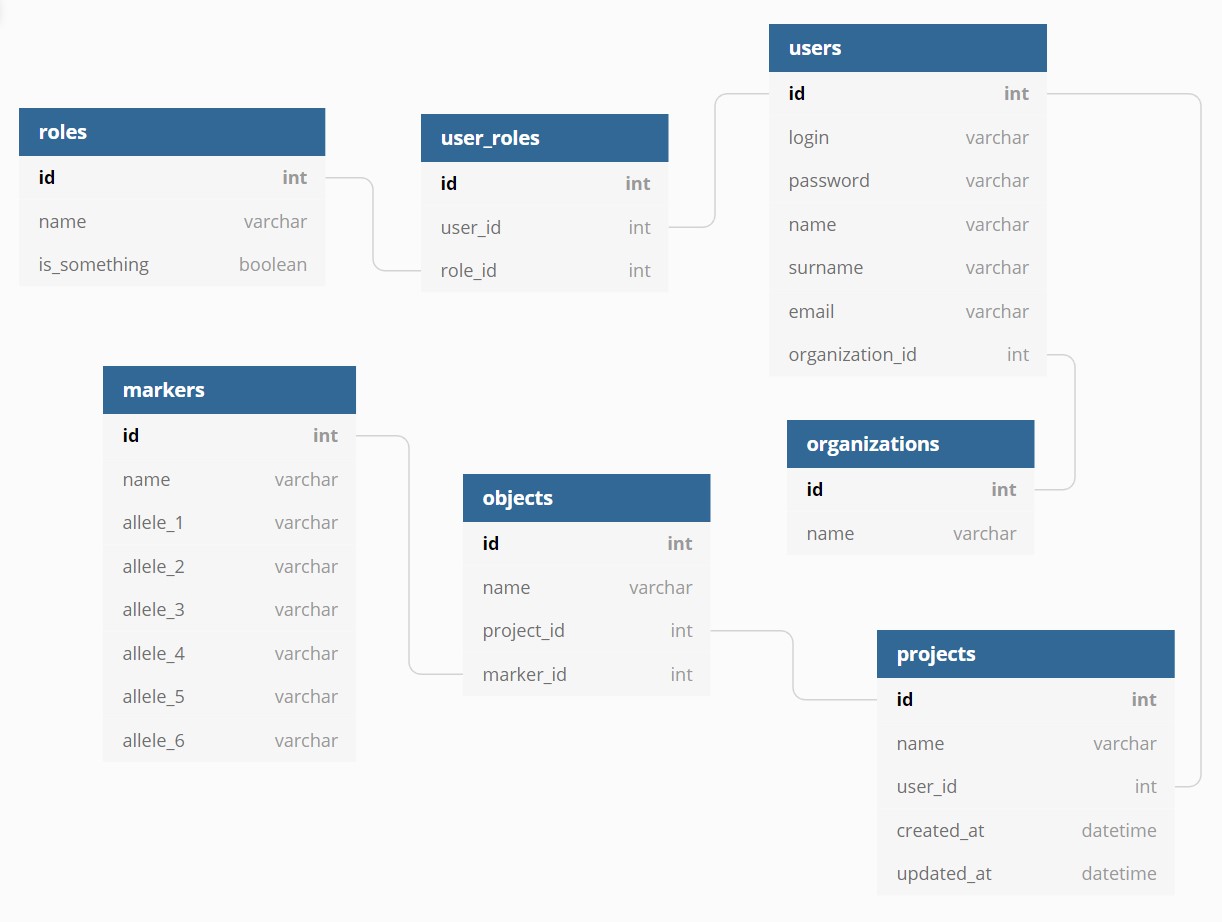 users
id int
login varchar
password varchar
name varchar
surname varchar
email varchar
organization_id int
roles
id int
name varchar
is_something boolean
user_roles
id int
user_id int
role_id int
markers
id int
name varchar
allele_1 varchar
allele_2 varchar
allele_3 varchar
allele_4 varchar
allele_5 varchar
allele_6 varchar
organizations
id int
name varchar
objects
id int
name varchar
project_id int
marker_id int
projects
id int
name varchar
user_id int
created_at datetime
updated_at datetime